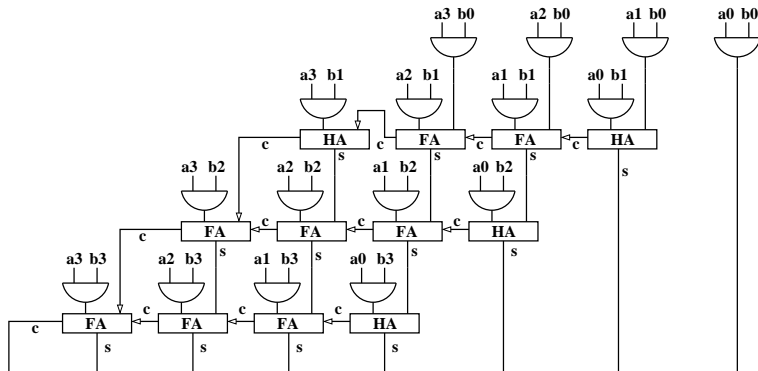 a3 b0 a2 b0 a1 b0 a0 b0
a3 b1 a2 b1 a1 b1 a0 b1
HA FA FA HA
c c c c
s s s s
a3 b2 a2 b2 a1 b2 a0 b2
FA FA FA HA
c c c c
s s s s
a3 b3 a2 b3 a1 b3 a0 b3
FA FA FA HA
c c c c
s s s s